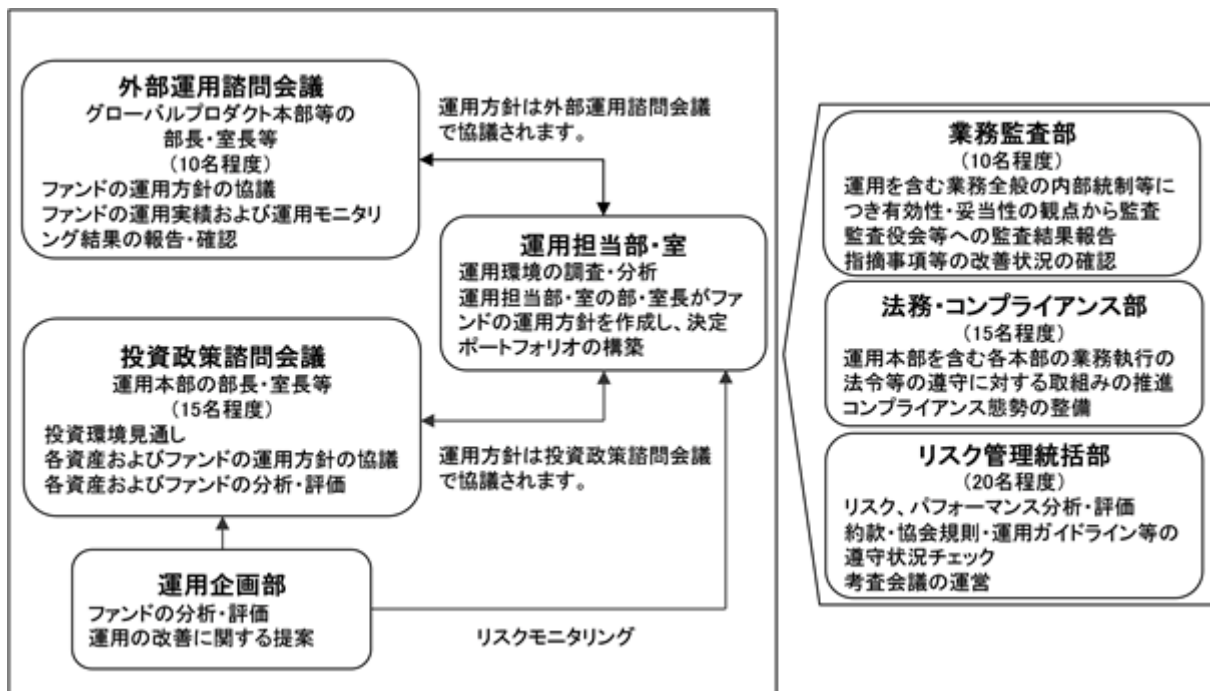 外部運用諮問会議
グローバルプロダクト本部等の
部長・室長等
(10名程度)
ファンドの運用方針の協議
ファンドの運用実績および運用モニタリ
ング結果の報告・確認
運用方針は外部運用諮問会議
で協議されます。
運用担当部・室
運用環境の調査・分析
運用担当部・室の部・室長がファ
ンドの運用方針を作成し、決定
ポートフォリオの構築
投資政策諮問会議
運用本部の部長・室長等
(15名程度)
投資環境見通し
各資産およびファンドの運用方針の協議
各資産およびファンドの分析・評価
運用方針は投資政策諮問会議
で協議されます。
運用企画部
ファンドの分析・評価
運用の改善に関する提案
リスクモニタリング
業務監査部
(10名程度)
運用を含む業務全般の内部統制等に
つき有効性・妥当性の観点から監査
監査役会等への監査結果報告
指摘事項等の改善状況の確認
法務・コンプライアンス部
(15名程度)
運用本部を含む各本部の業務執行の
法令等の遵守に対する取組みの推進
コンプライアンス態勢の整備
リスク管理統括部
(20名程度)
リスク、パフォーマンス分析・評価
約款・協会規則・運用ガイドライン等の
遵守状況チェック
考査会議の運営